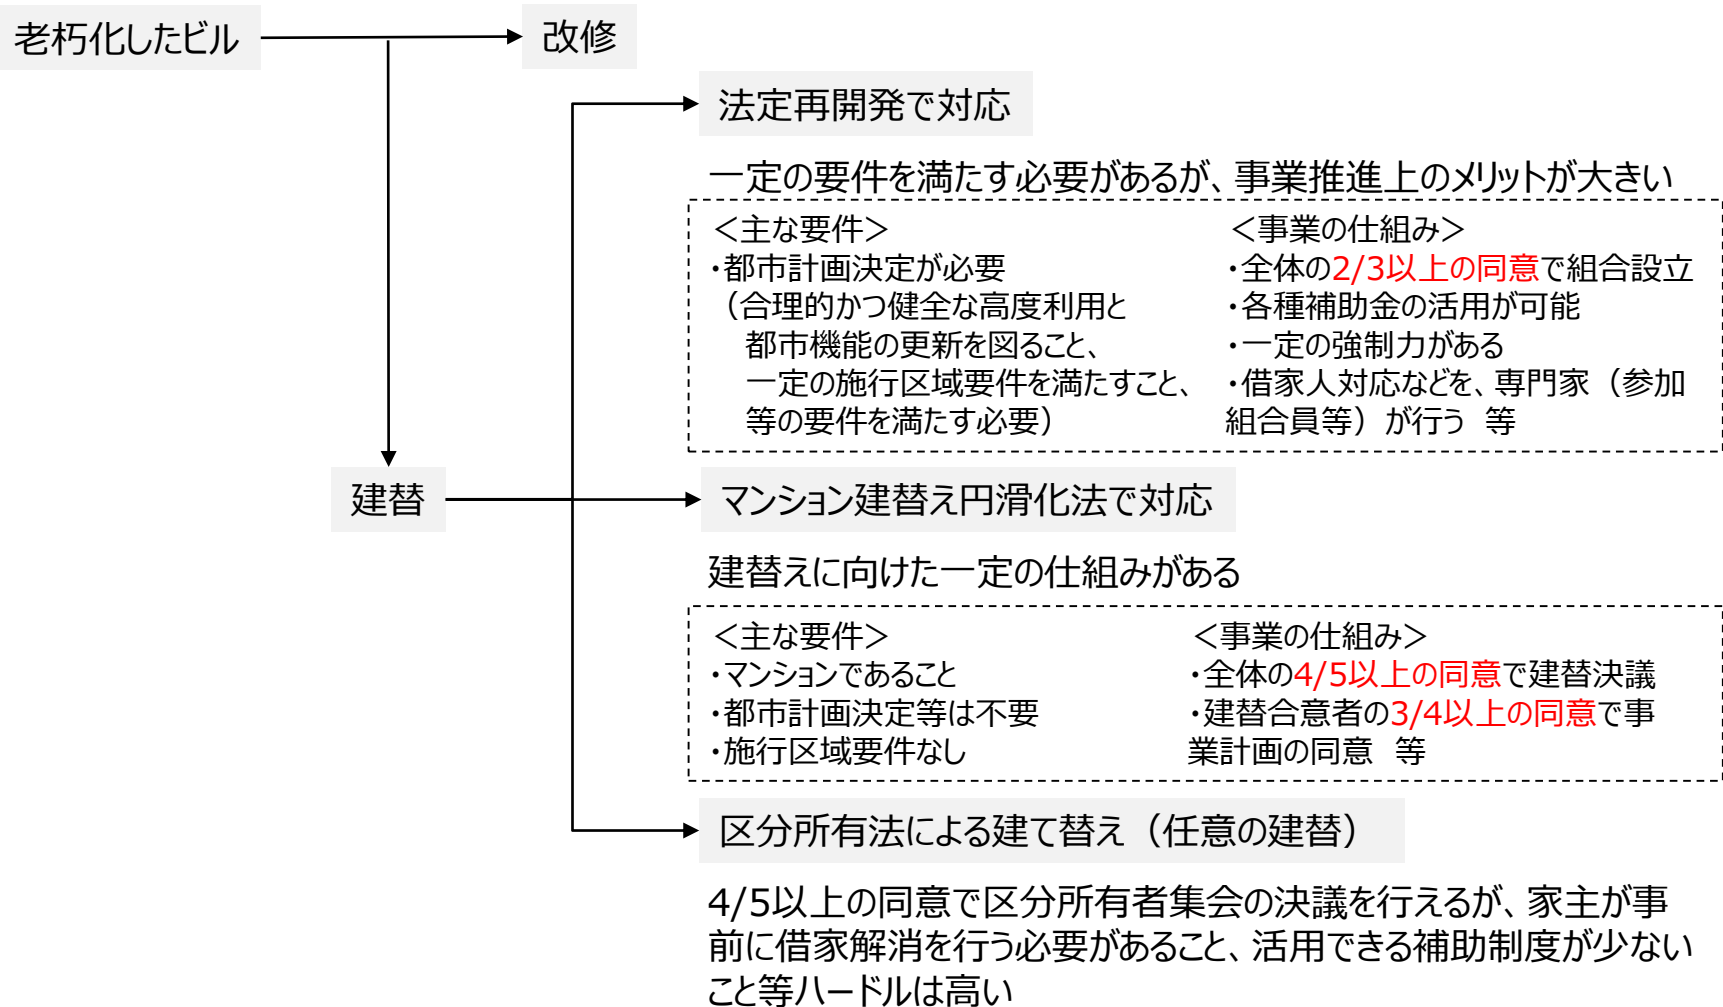 老朽化したビル
改修
法定再開発で対応
一定の要件を満たす必要があるが、事業推進上のメリットが大きい
＜主な要件＞
・都市計画決定が必要
（合理的かつ健全な高度利用と
都市機能の更新を図ること、
一定の施行区域要件を満たすこと、
等の要件を満たす必要）
＜事業の仕組み＞
・全体の2/3以上の同意で組合設立
・各種補助金の活用が可能
・一定の強制力がある
・借家人対応などを、専門家（参加
組合員等）が行う 等
建替
マンション建替え円滑化法で対応
建替えに向けた一定の仕組みがある
＜主な要件＞
・マンションであること
・都市計画決定等は不要
・施行区域要件なし
＜事業の仕組み＞
・全体の4/5以上の同意で建替決議
・建替合意者の3/4以上の同意で事
業計画の同意 等
区分所有法による建て替え（任意の建替）
4/5以上の同意で区分所有者集会の決議を行えるが、家主が事
前に借家解消を行う必要があること、活用できる補助制度が少ない
こと等ハードルは高い